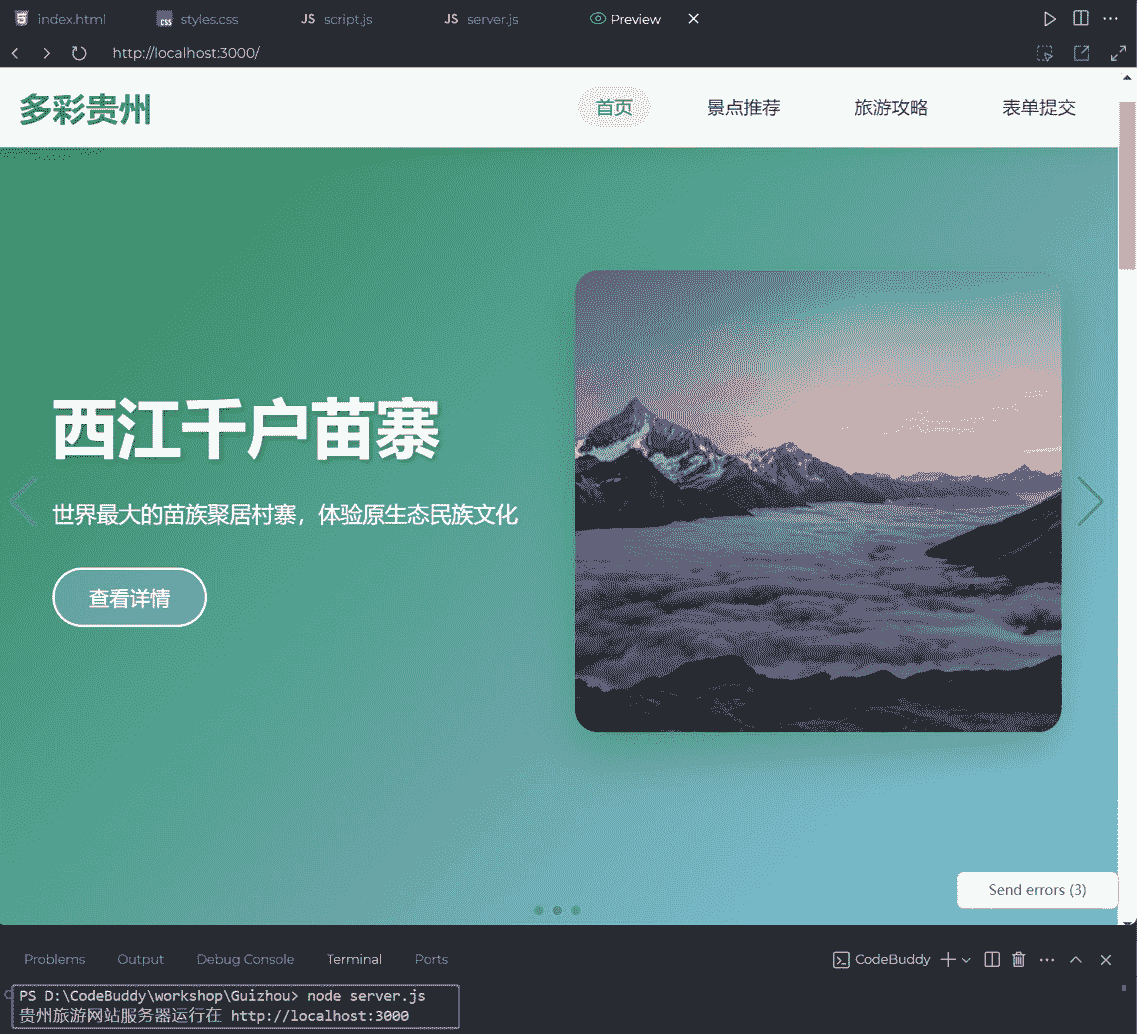 index.html styles.css JS script.js JS server.js Preview
http://localhost:3000/
多彩贵州 首页 景点推荐 旅游攻略 表单提交
西江千户苗寨
世界最大的苗族聚居村寨，体验原生态民族文化
查看详情
Send errors (3)
Problems Output Debug Console Terminal Ports CodeBuddy
PS D:\CodeBuddy\workshop\Guizhou> node server.js
贵州旅游网站服务器运行在 http://localhost:3000